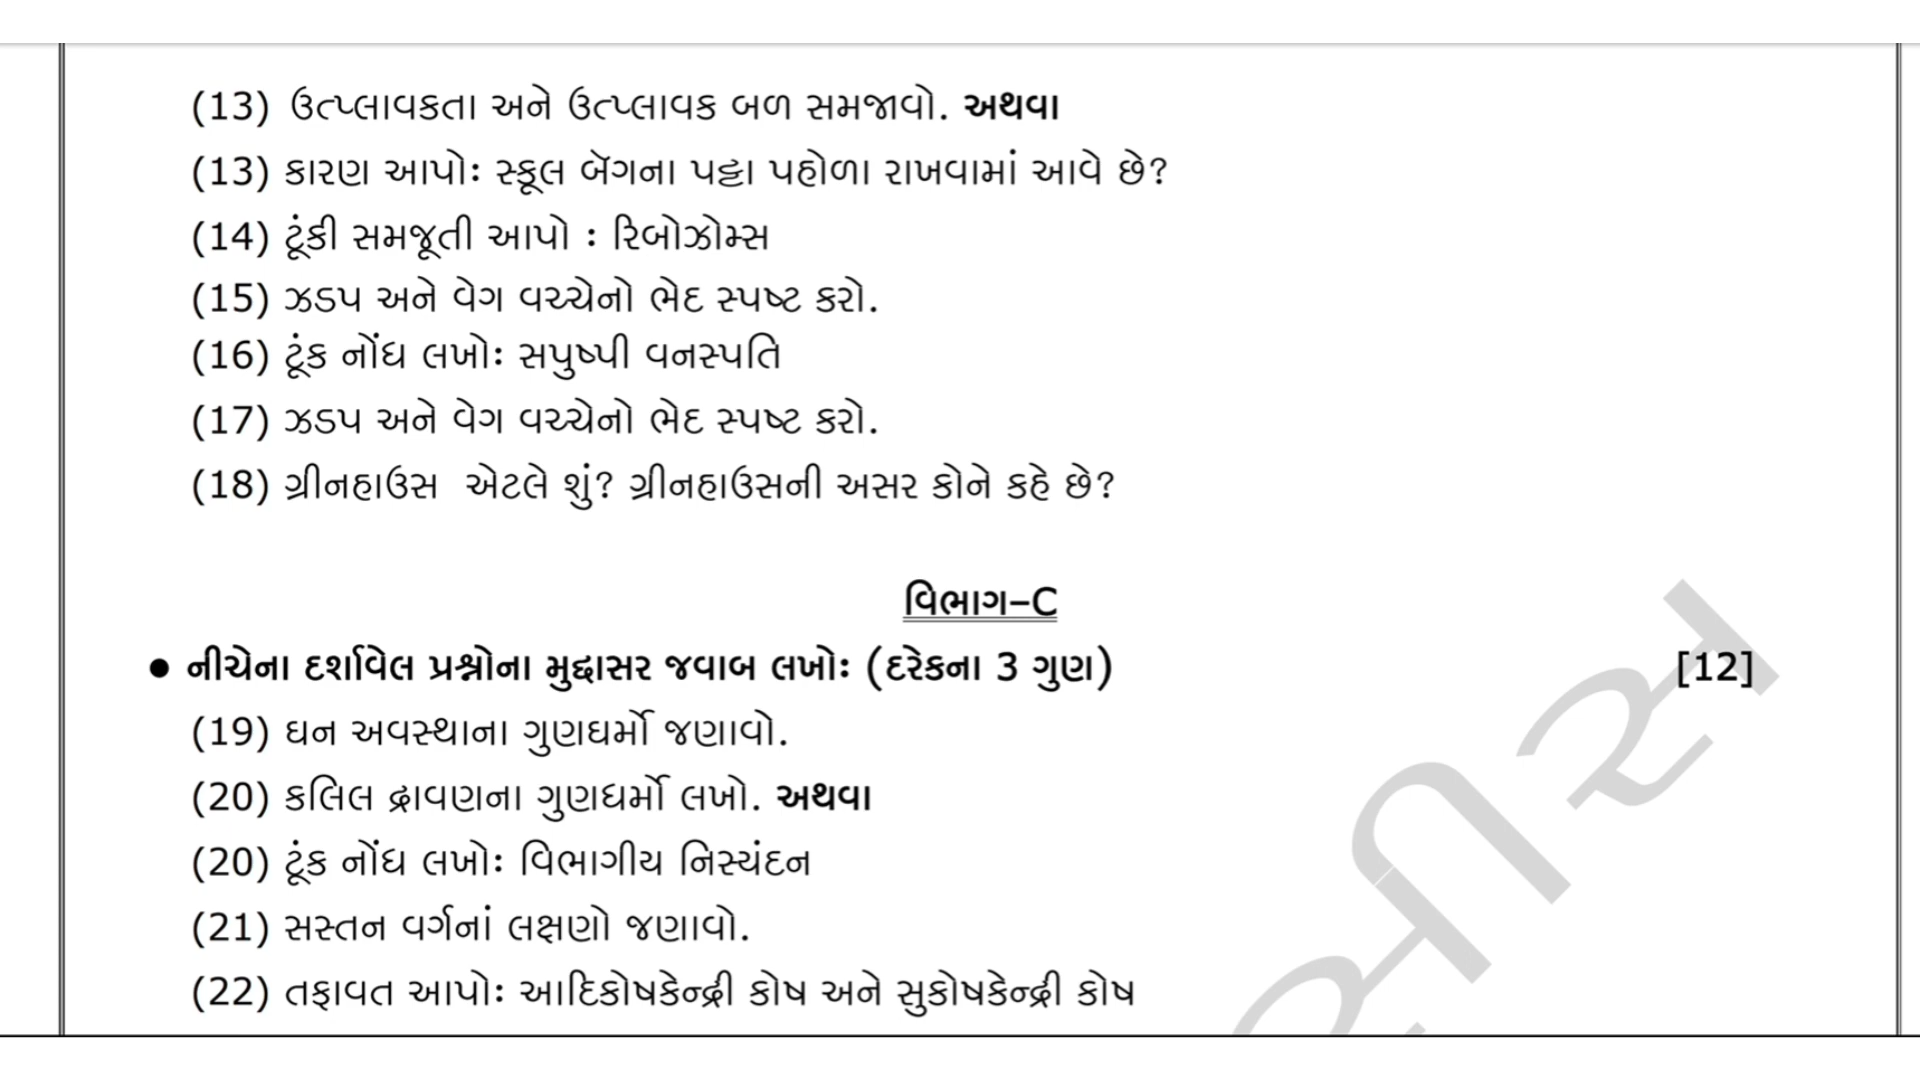 (13) ઉત્પ્લાવકતા અને ઉત્પ્લાવક બળ સમજાવો. અથવા
(13) કારણ આપોઃ સ્કૂલ બૅગના પટ્ટા પહોળા રાખવામાં આવે છે?
(14) ટૂંકી સમજૂતી આપો : રિબોઝોમ્સ
(15) ઝડપ અને વેગ વચ્ચેનો ભેદ સ્પષ્ટ કરો.
(16) ટૂંક નોંધ લખોઃ સપુષ્પી વનસ્પતિ
(17) ઝડપ અને વેગ વચ્ચેનો ભેદ સ્પષ્ટ કરો.
(18) ગ્રીનહાઉસ એટલે શું? ગ્રીનહાઉસની અસર કોને કહે છે?
વિભાગ–C
● નીચેના દર્શાવેલ પ્રશ્નોના મુદ્દાસર જવાબ લખોઃ (દરેકના 3 ગુણ) [12]
(19) ઘન અવસ્થાના ગુણઘર્મો જણાવો.
(20) કલિલ દ્રાવણના ગુણધર્મો લખો. અથવા
(20) ટૂંક નોંધ લખોઃ વિભાગીય નિસ્યંદન
(21) સસ્તન વર્ગનાં લક્ષણો જણાવો.
(22) તફાવત આપોઃ આદિકોષકેન્દ્રી કોષ અને સુકોષકેન્દ્રી કોષ